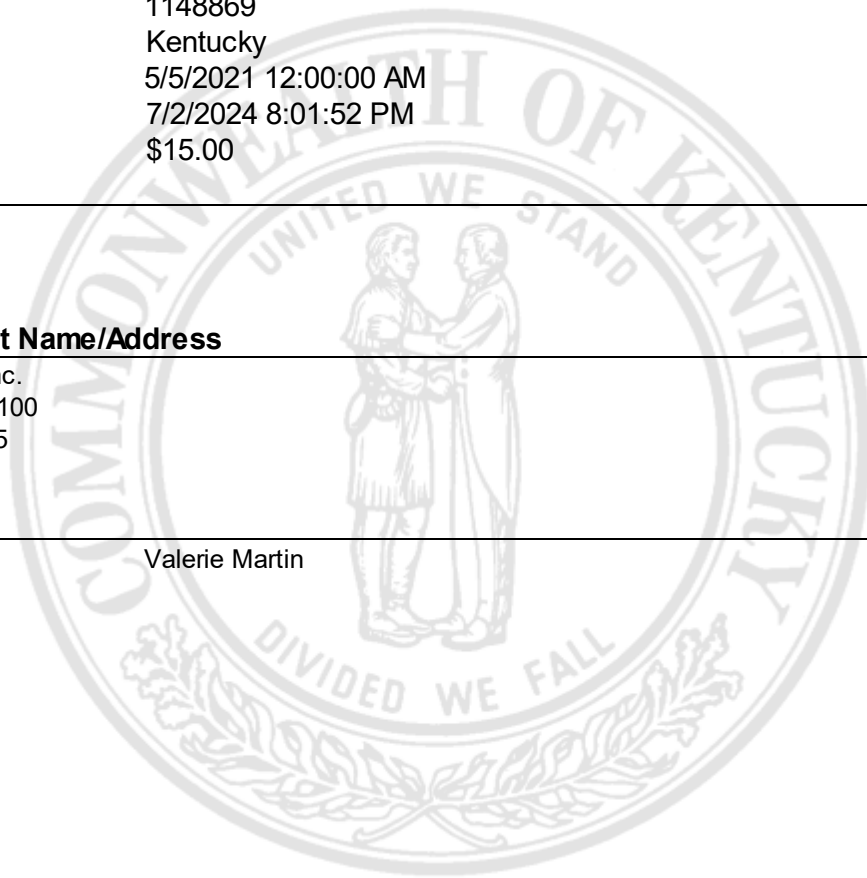 1148869
Kentucky
5/5/2021 12:00:00 AM
7/2/2024 8:01:52 PM
$15.00
COMMONWEALTH OF KENTUCKY
UNITED WE STAND
t Name/Address
nc.
100
5
Valerie Martin
DIVIDED WE FALL